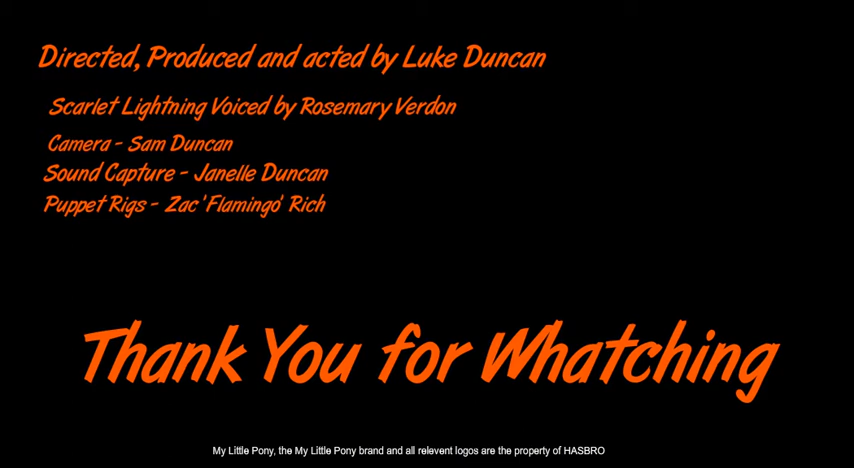 Directed, Produced and acted by Luke Duncan
Scarlet Lightning Voiced by Rosemary Verdon
Camera - Sam Duncan
Sound Capture - Janelle Duncan
Puppet Rigs - Zac 'Flamingo' Rich
Thank You for Whatching
My Little Pony, the My Little Pony brand and all relevent logos are the property of HASBRO